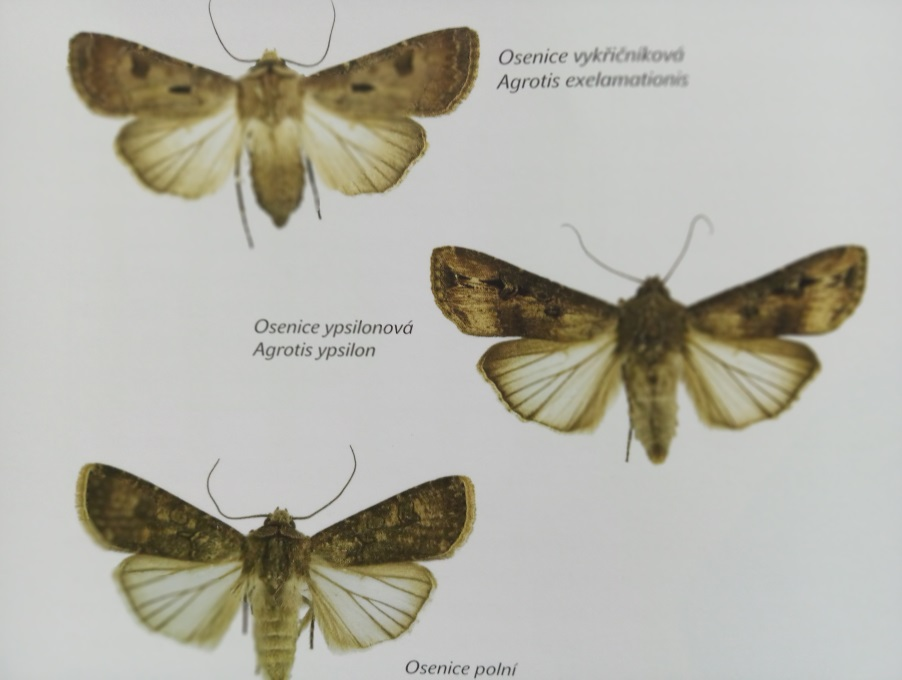 Osenice vykřičníková
Agrotis exelamationis
Osenice ypsilonová
Agrotis ypsilon
Osenice polní